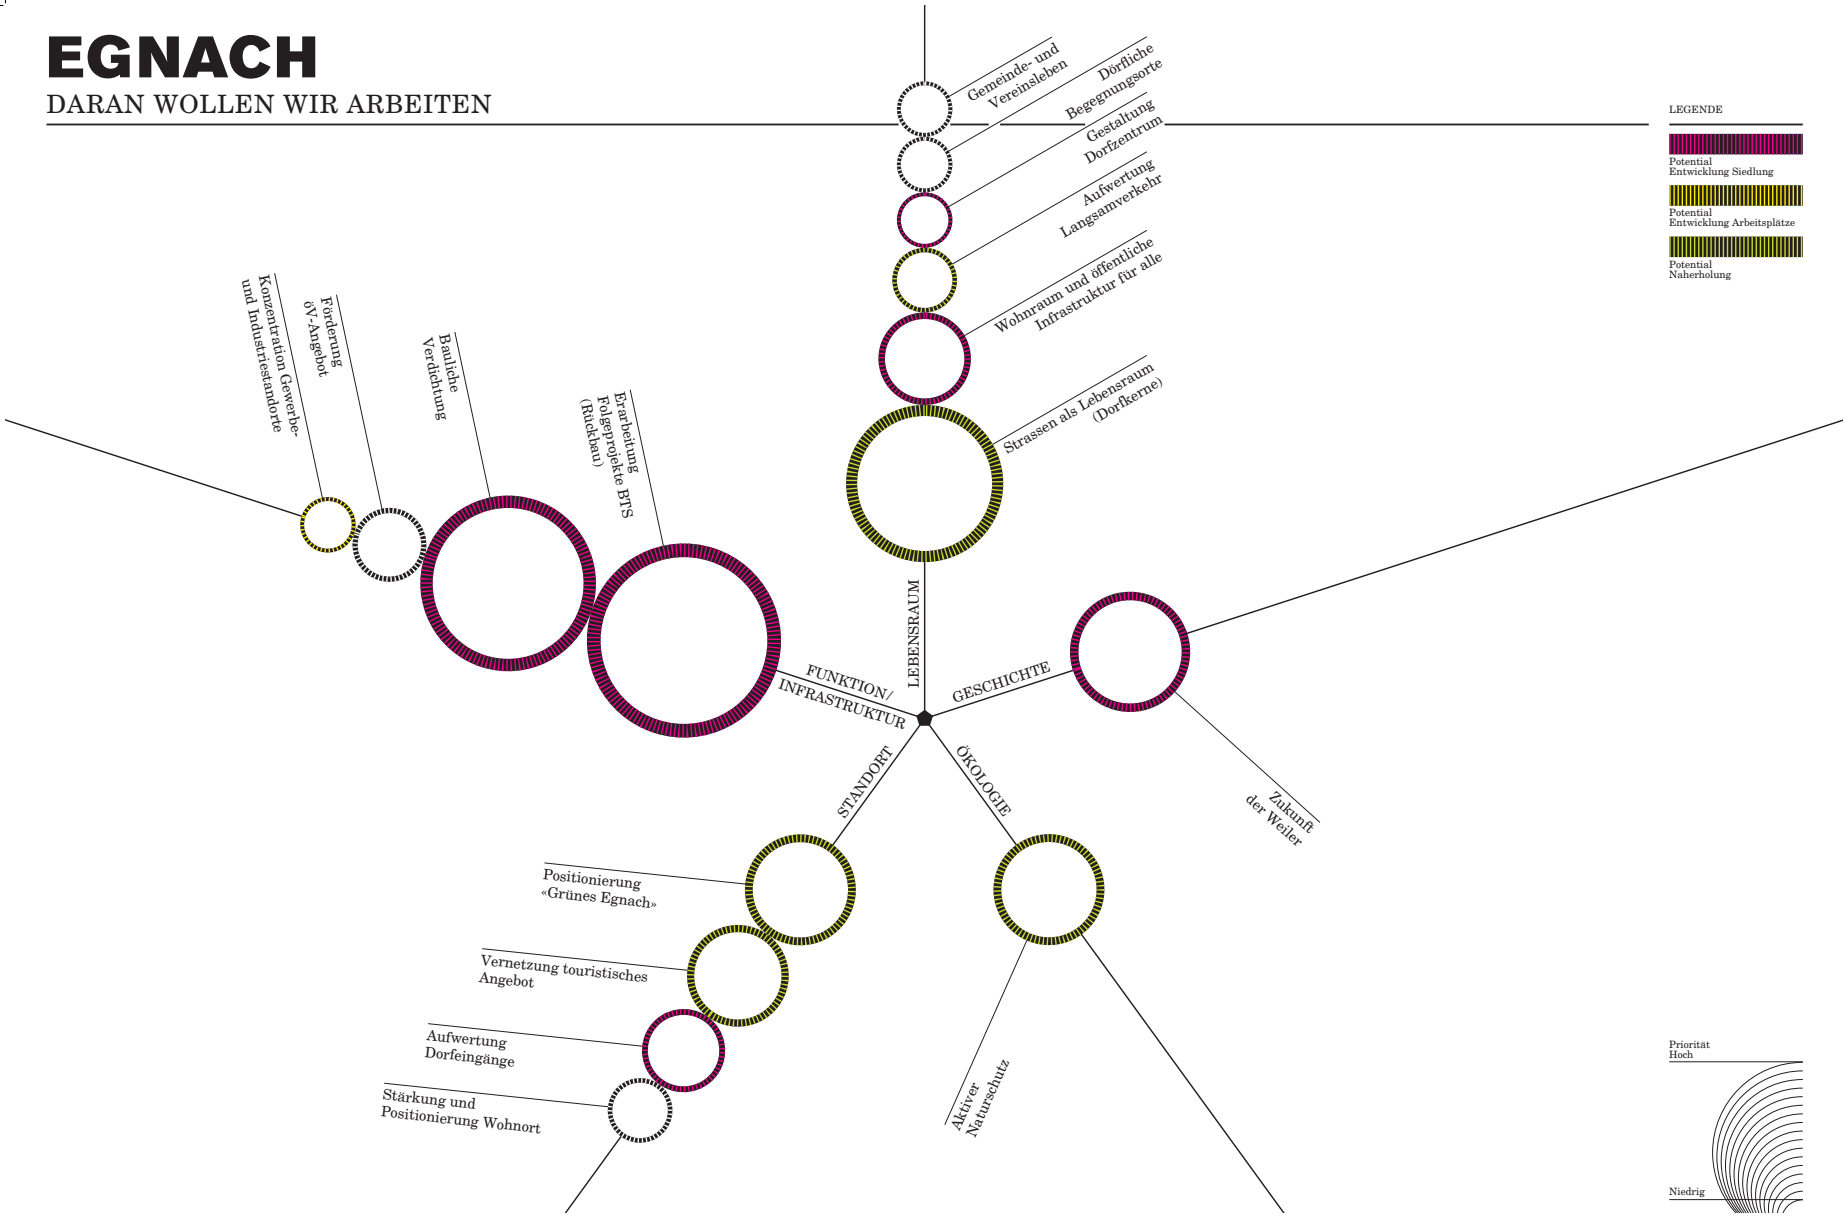 EGNACH
DARAN WOLLEN WIR ARBEITEN
LEGENDE
Potential
Entwicklung Siedlung
Potential
Entwicklung Arbeitsplätze
Potential
Naherholung
Gemeinde- und
Vereinsleben
Dörfliche
Begegnungsorte
Gestaltung
Dorfzentrum
Aufwertung
Langsamverkehr
Wohnraum und öffentliche
Infrastruktur für alle
Strassen als Lebensraum
(Dorfkerne)
LEBENSRAUM
Konzentration Gewerbe-
und Industriestandorte
Förderung
öV-Angebot
Bauliche
Verdichtung
Erarbeitung
Folgeprojekte BTS
(Rückbau)
FUNKTION/
INFRASTRUKTUR
GESCHICHTE
Zukunft
der Weiler
STANDORT
Positionierung
«Grünes Egnach»
Vernetzung touristisches
Angebot
Aufwertung
Dorfeingänge
Stärkung und
Positionierung Wohnort
ÖKOLOGIE
Aktiver
Naturschutz
Priorität
Hoch
Niedrig